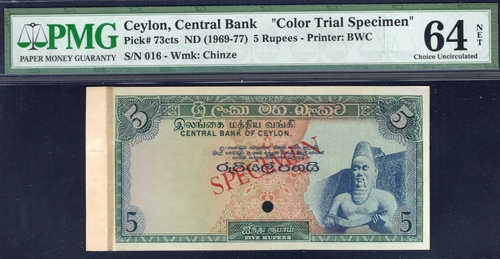 PMG
PAPER MONEY GUARANTY
Ceylon, Central Bank "Color Trial Specimen"
Pick# 73cts ND (1969-77) 5 Rupees - Printer: BWC
S/N 016 - Wmk: Chinze
64 NET
Choice Uncirculated
5 ශ්‍රී ලංකා මහ බැංකුව 5
இலங்கை மத்திய வங்கி
CENTRAL BANK OF CEYLON
රුපියල් පහයි
SPECIMEN
5 ஐந்து ரூபாய் 5
FIVE RUPEES